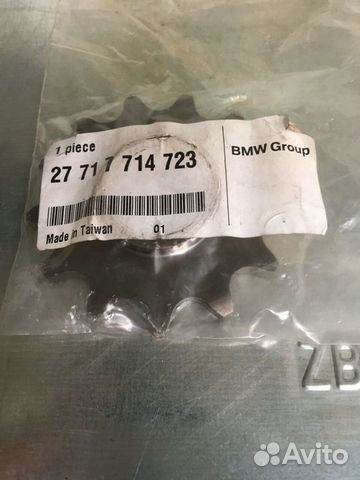 1 piece
27 71 7 714 723
BMW Group
Made in Taiwan 01
ZB
Avito